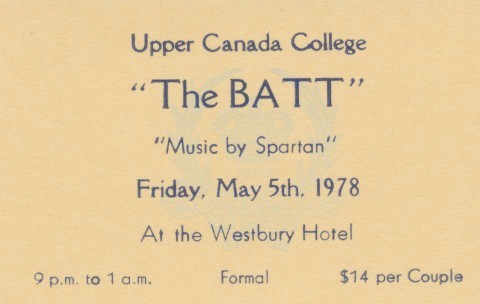 Upper Canada College
"The BATT"
"Music by Spartan"
Friday, May 5th, 1978
At the Westbury Hotel
9 p.m. to 1 a.m. Formal $14 per Couple